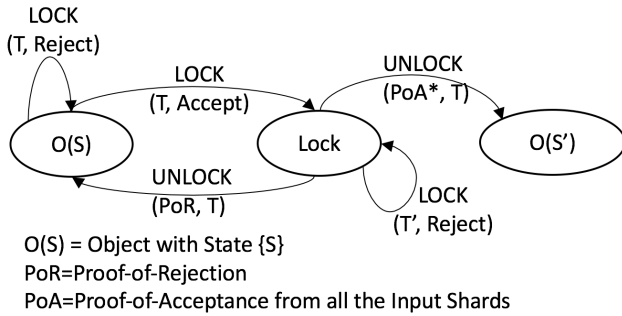 LOCK
(T, Reject)
LOCK
(T, Accept)
UNLOCK
(PoA*, T)
O(S)
Lock
O(S’)
UNLOCK
(PoR, T)
LOCK
(T’, Reject)
O(S) = Object with State {S}
PoR=Proof-of-Rejection
PoA=Proof-of-Acceptance from all the Input Shards